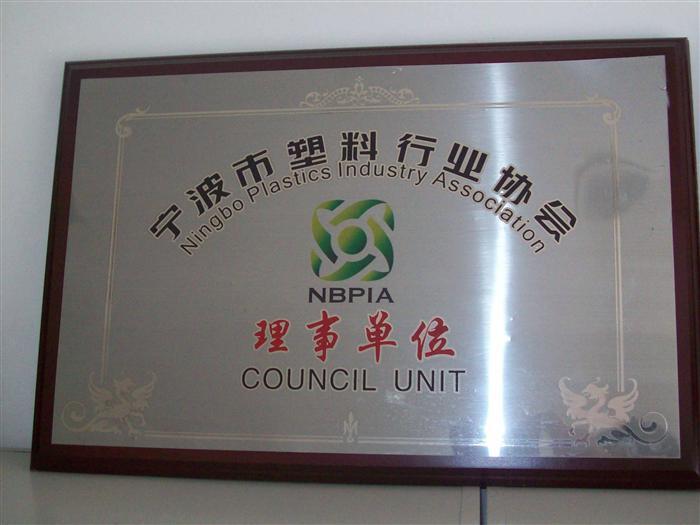 宁波市塑料行业协会
Ningbo Plastics Industry Association
NBPIA
理事单位
COUNCIL UNIT